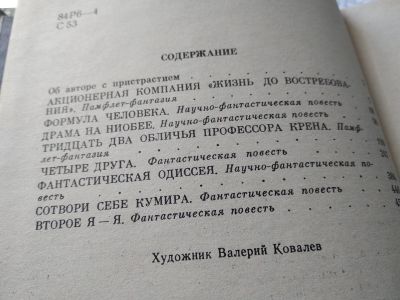 84Р6—4
С 53
СОДЕРЖАНИЕ
Об авторе с пристрастием
АКЦИОНЕРНАЯ КОМПАНИЯ «ЖИЗНЬ ДО ВОСТРЕБОВА-
НИЯ». Памфлет-фантазия
ФОРМУЛА ЧЕЛОВЕКА. Научно-фантастическая повесть
ДРАМА НА НИОБЕЕ. Научно-фантастическая повесть
ТРИДЦАТЬ ДВА ОБЛИЧЬЯ ПРОФЕССОРА КРЕНА. Памф-
лет-фантазия
ЧЕТЫРЕ ДРУГА. Фантастическая повесть
ФАНТАСТИЧЕСКАЯ ОДИССЕЯ. Научно-фантастическая по-
весть
СОТВОРИ СЕБЕ КУМИРА. Фантастическая повесть
ВТОРОЕ Я — Я. Фантастическая повесть
Художник Валерий Ковалев